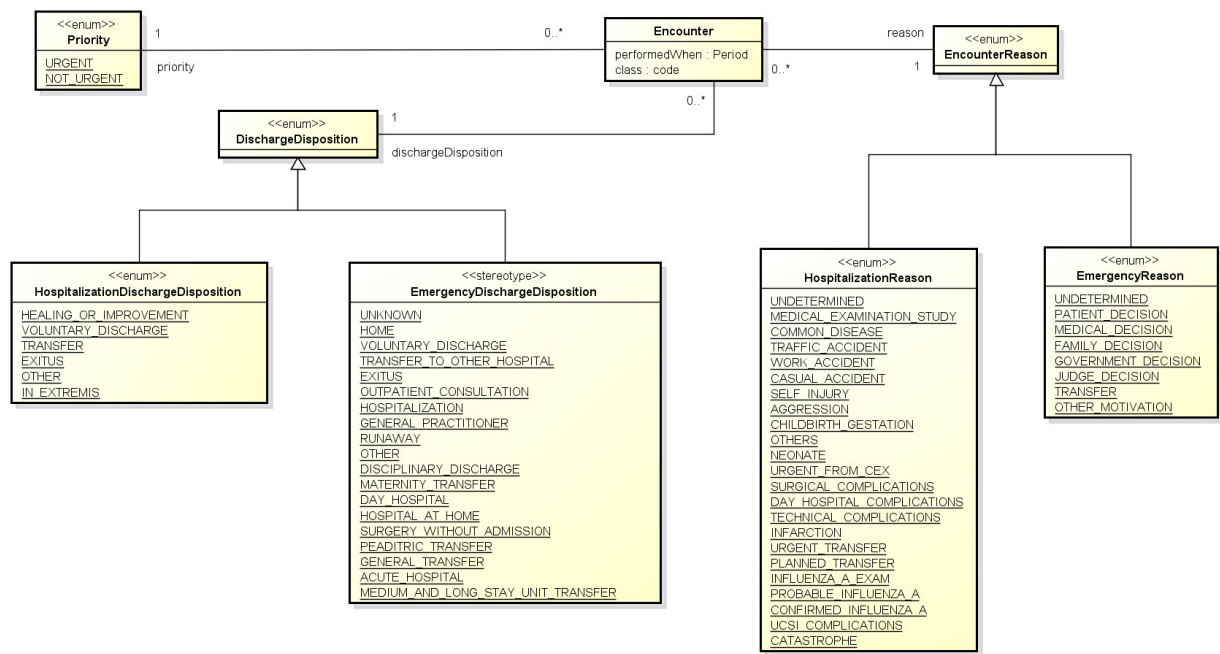 <<enum>>
Priority
URGENT
NOT_URGENT
1
priority
0..*
Encounter
performedWhen : Period
class : code
reason
0..*
1
<<enum>>
EncounterReason
0..*
<<enum>>
DischargeDisposition
1
dischargeDisposition
<<enum>>
HospitalizationDischargeDisposition
HEALING_OR_IMPROVEMENT
VOLUNTARY_DISCHARGE
TRANSFER
EXITUS
OTHER
IN_EXTREMIS
<<stereotype>>
EmergencyDischargeDisposition
UNKNOWN
HOME
VOLUNTARY_DISCHARGE
TRANSFER_TO_OTHER_HOSPITAL
EXITUS
OUTPATIENT_CONSULTATION
HOSPITALIZATION
GENERAL_PRACTITIONER
RUNAWAY
OTHER
DISCIPLINARY_DISCHARGE
MATERNITY_TRANSFER
DAY_HOSPITAL
HOSPITAL_AT_HOME
SURGERY_WITHOUT_ADMISSION
PEADITRIC_TRANSFER
GENERAL_TRANSFER
ACUTE_HOSPITAL
MEDIUM_AND_LONG_STAY_UNIT_TRANSFER
<<enum>>
HospitalizationReason
UNDETERMINED
MEDICAL_EXAMINATION_STUDY
COMMON_DISEASE
TRAFFIC_ACCIDENT
WORK_ACCIDENT
CASUAL_ACCIDENT
SELF_INJURY
AGGRESSION
CHILDBIRTH_GESTATION
OTHERS
NEONATE
URGENT_FROM_CEX
SURGICAL_COMPLICATIONS
DAY_HOSPITAL_COMPLICATIONS
TECHNICAL_COMPLICATIONS
INFARCTION
URGENT_TRANSFER
PLANNED_TRANSFER
INFLUENZA_A_EXAM
PROBABLE_INFLUENZA_A
CONFIRMED_INFLUENZA_A
UCSI_COMPLICATIONS
CATASTROPHE
<<enum>>
EmergencyReason
UNDETERMINED
PATIENT_DECISION
MEDICAL_DECISION
FAMILY_DECISION
GOVERNMENT_DECISION
JUDGE_DECISION
TRANSFER
OTHER_MOTIVATION